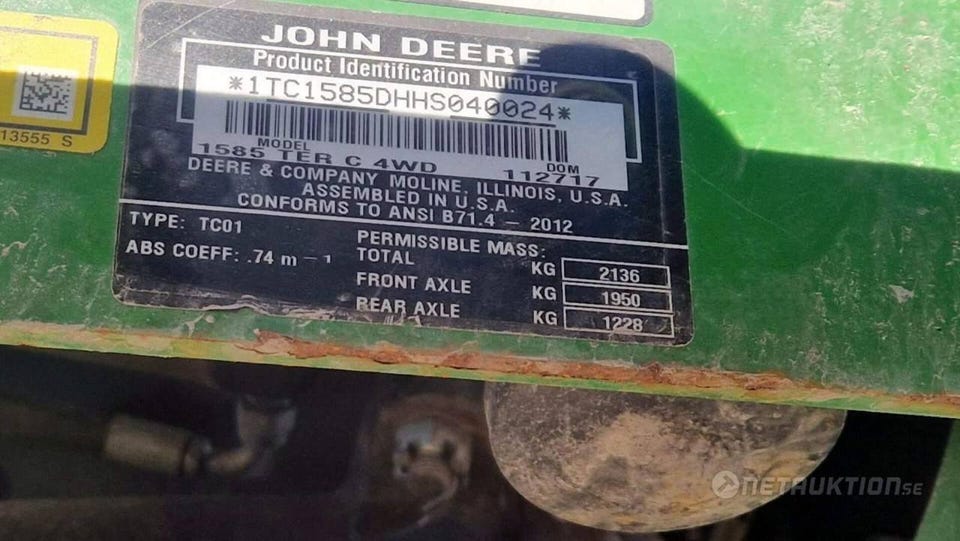 JOHN DEERE
Product Identification Number
*1TC1585DHHS040024*
MODEL DOM
1585 TER C 4WD 112717
DEERE & COMPANY MOLINE, ILLINOIS, U.S.A.
ASSEMBLED IN U.S.A.
CONFORMS TO ANSI B71.4 – 2012
TYPE: TC01
ABS COEFF: .74 m – 1
PERMISSIBLE MASS:
TOTAL KG 2136
FRONT AXLE KG 1950
REAR AXLE KG 1228
13555 S
NETAUKTION.SE